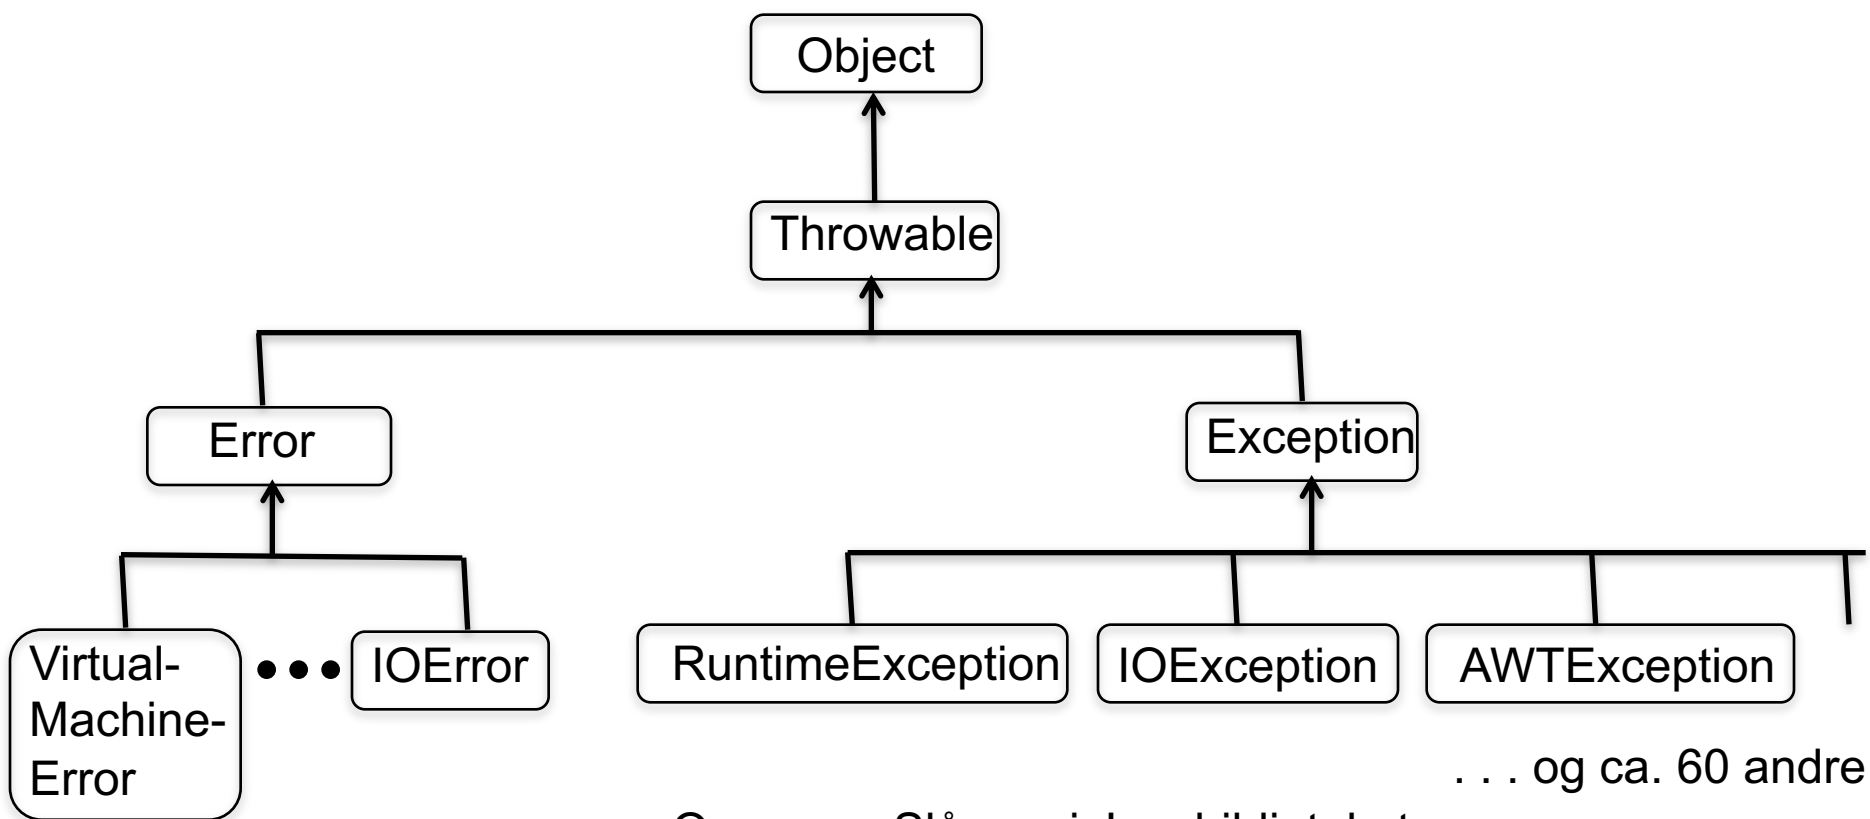 Object
Throwable
Error
Exception
Virtual-
Machine-
Error
•••
IOError
RuntimeException
IOException
AWTException
. . . og ca. 60 andre